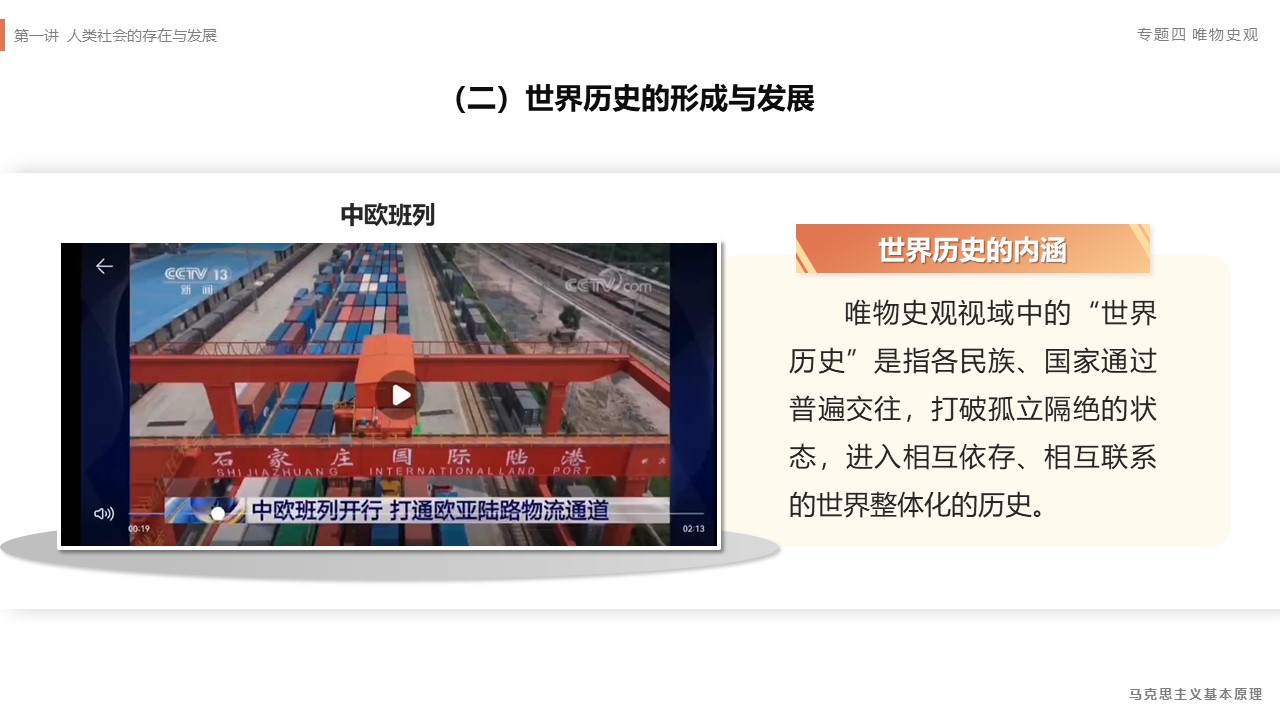 第一讲 人类社会的存在与发展
专题四 唯物史观
（二）世界历史的形成与发展
中欧班列
CCTV 13
新闻
CCTV.com
石家庄国际陆港
SHIJIAZHUANG INTERNATIONAL LAND PORT
中欧班列开行 打通欧亚陆路物流通道
00:19
02:13
世界历史的内涵
唯物史观视域中的“世界
历史”是指各民族、国家通过
普遍交往，打破孤立隔绝的状
态，进入相互依存、相互联系
的世界整体化的历史。
马克思主义基本原理